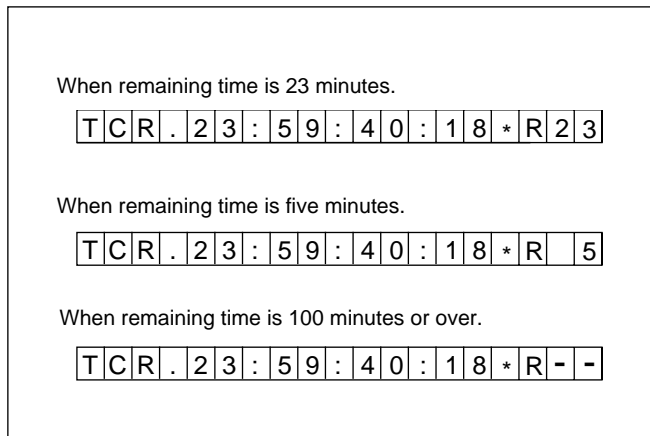 When remaining time is 23 minutes.
TCR.23:59:40:18*R23
When remaining time is five minutes.
TCR.23:59:40:18*R 5
When remaining time is 100 minutes or over.
TCR.23:59:40:18*R--